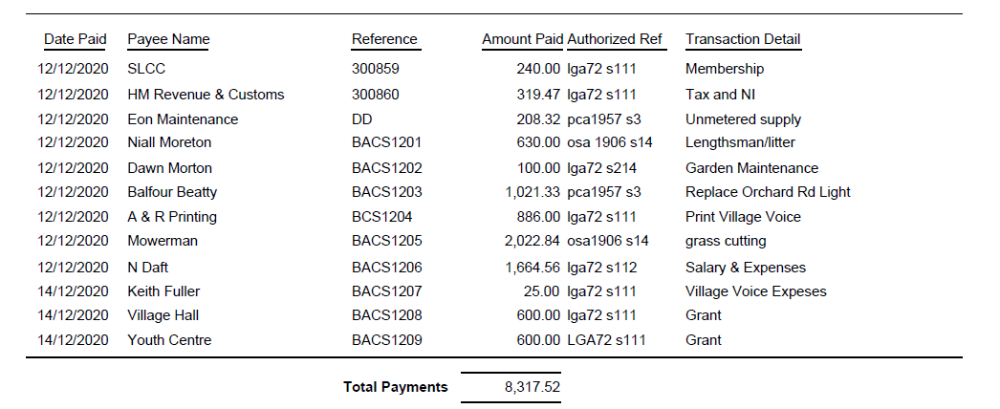 Date Paid Payee Name Reference Amount Paid Authorized Ref Transaction Detail
12/12/2020 SLCC 300859 240.00 lga72 s111 Membership
12/12/2020 HM Revenue & Customs 300860 319.47 lga72 s111 Tax and NI
12/12/2020 Eon Maintenance DD 208.32 pca1957 s3 Unmetered supply
12/12/2020 Niall Moreton BACS1201 630.00 osa 1906 s14 Lengthsman/litter
12/12/2020 Dawn Morton BACS1202 100.00 lga72 s214 Garden Maintenance
12/12/2020 Balfour Beatty BACS1203 1,021.33 pca1957 s3 Replace Orchard Rd Light
12/12/2020 A & R Printing BCS1204 886.00 lga72 s111 Print Village Voice
12/12/2020 Mowerman BACS1205 2,022.84 osa1906 s14 grass cutting
12/12/2020 N Daft BACS1206 1,664.56 lga72 s112 Salary & Expenses
14/12/2020 Keith Fuller BACS1207 25.00 lga72 s111 Village Voice Expeses
14/12/2020 Village Hall BACS1208 600.00 lga72 s111 Grant
14/12/2020 Youth Centre BACS1209 600.00 LGA72 s111 Grant
Total Payments 8,317.52